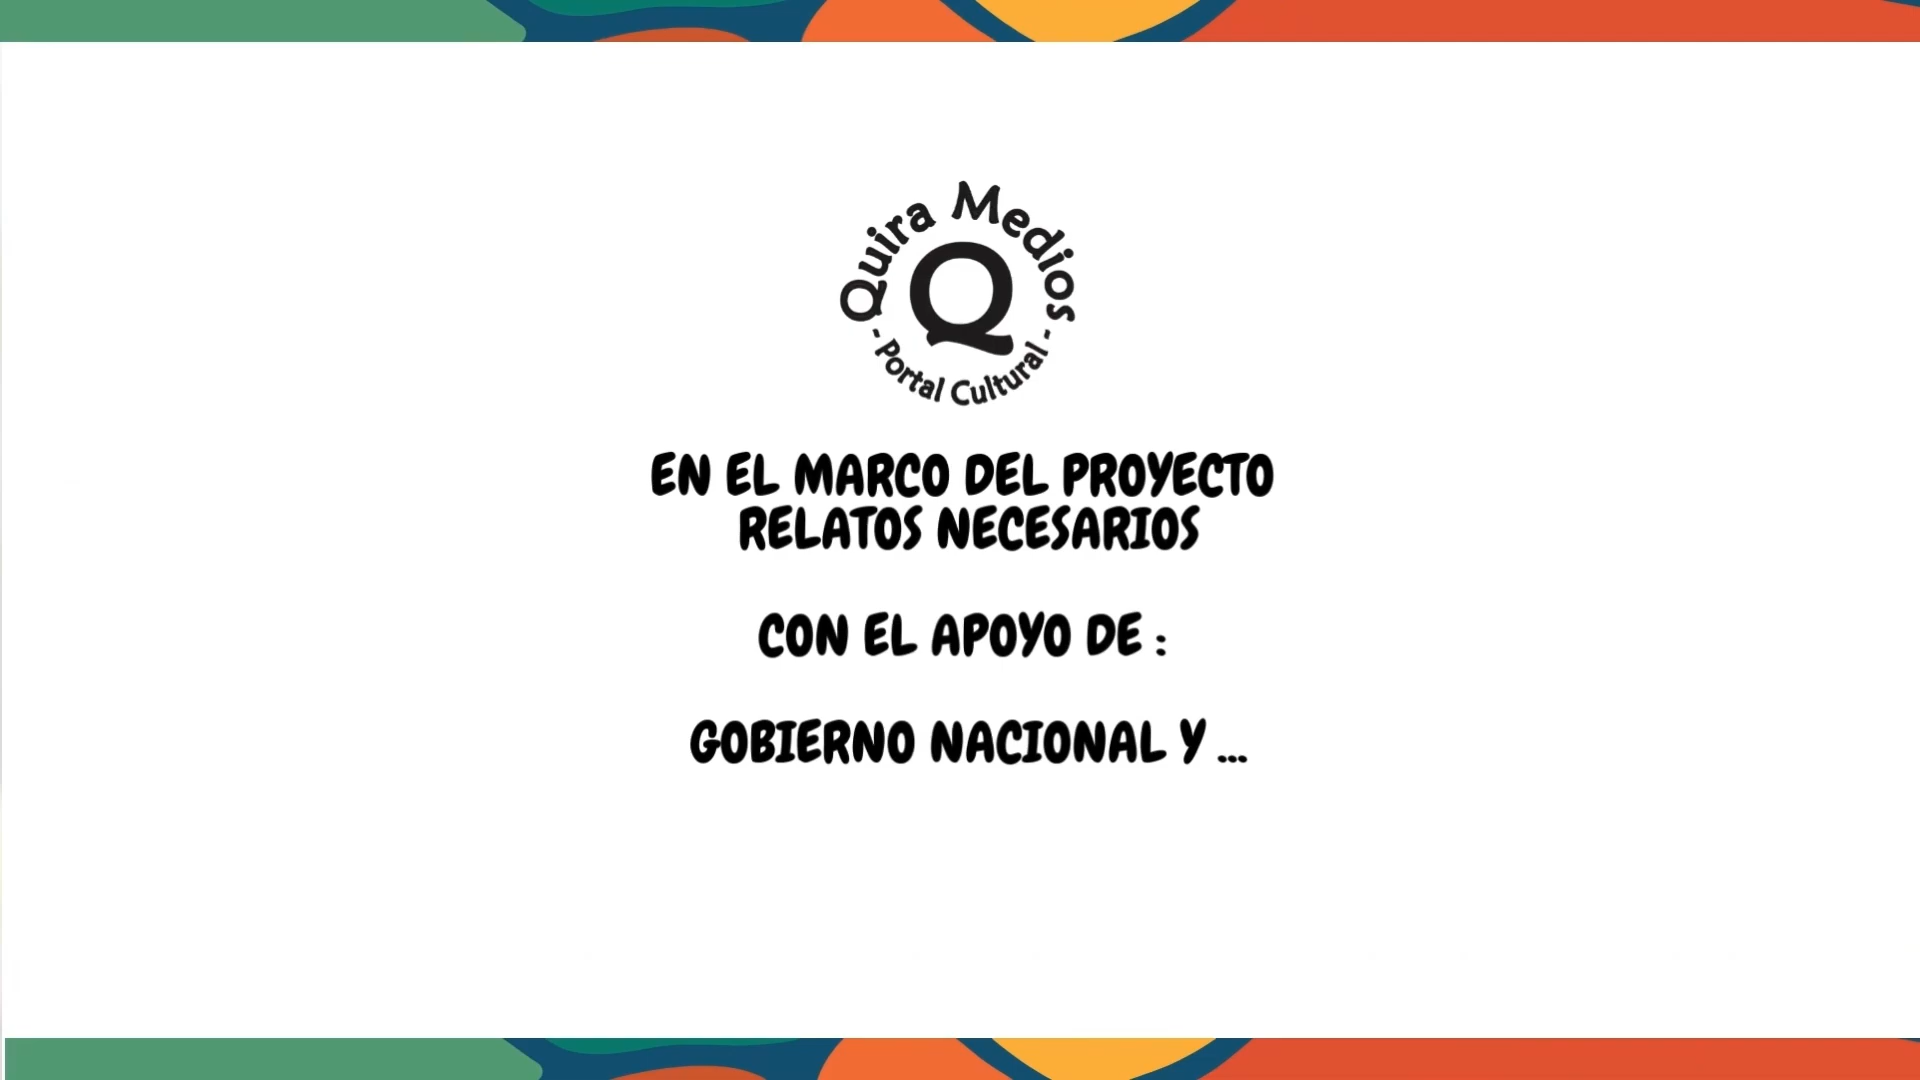 Quira Medios
Q
- Portal Cultural -
EN EL MARCO DEL PROYECTO
RELATOS NECESARIOS
CON EL APOYO DE :
GOBIERNO NACIONAL Y ...